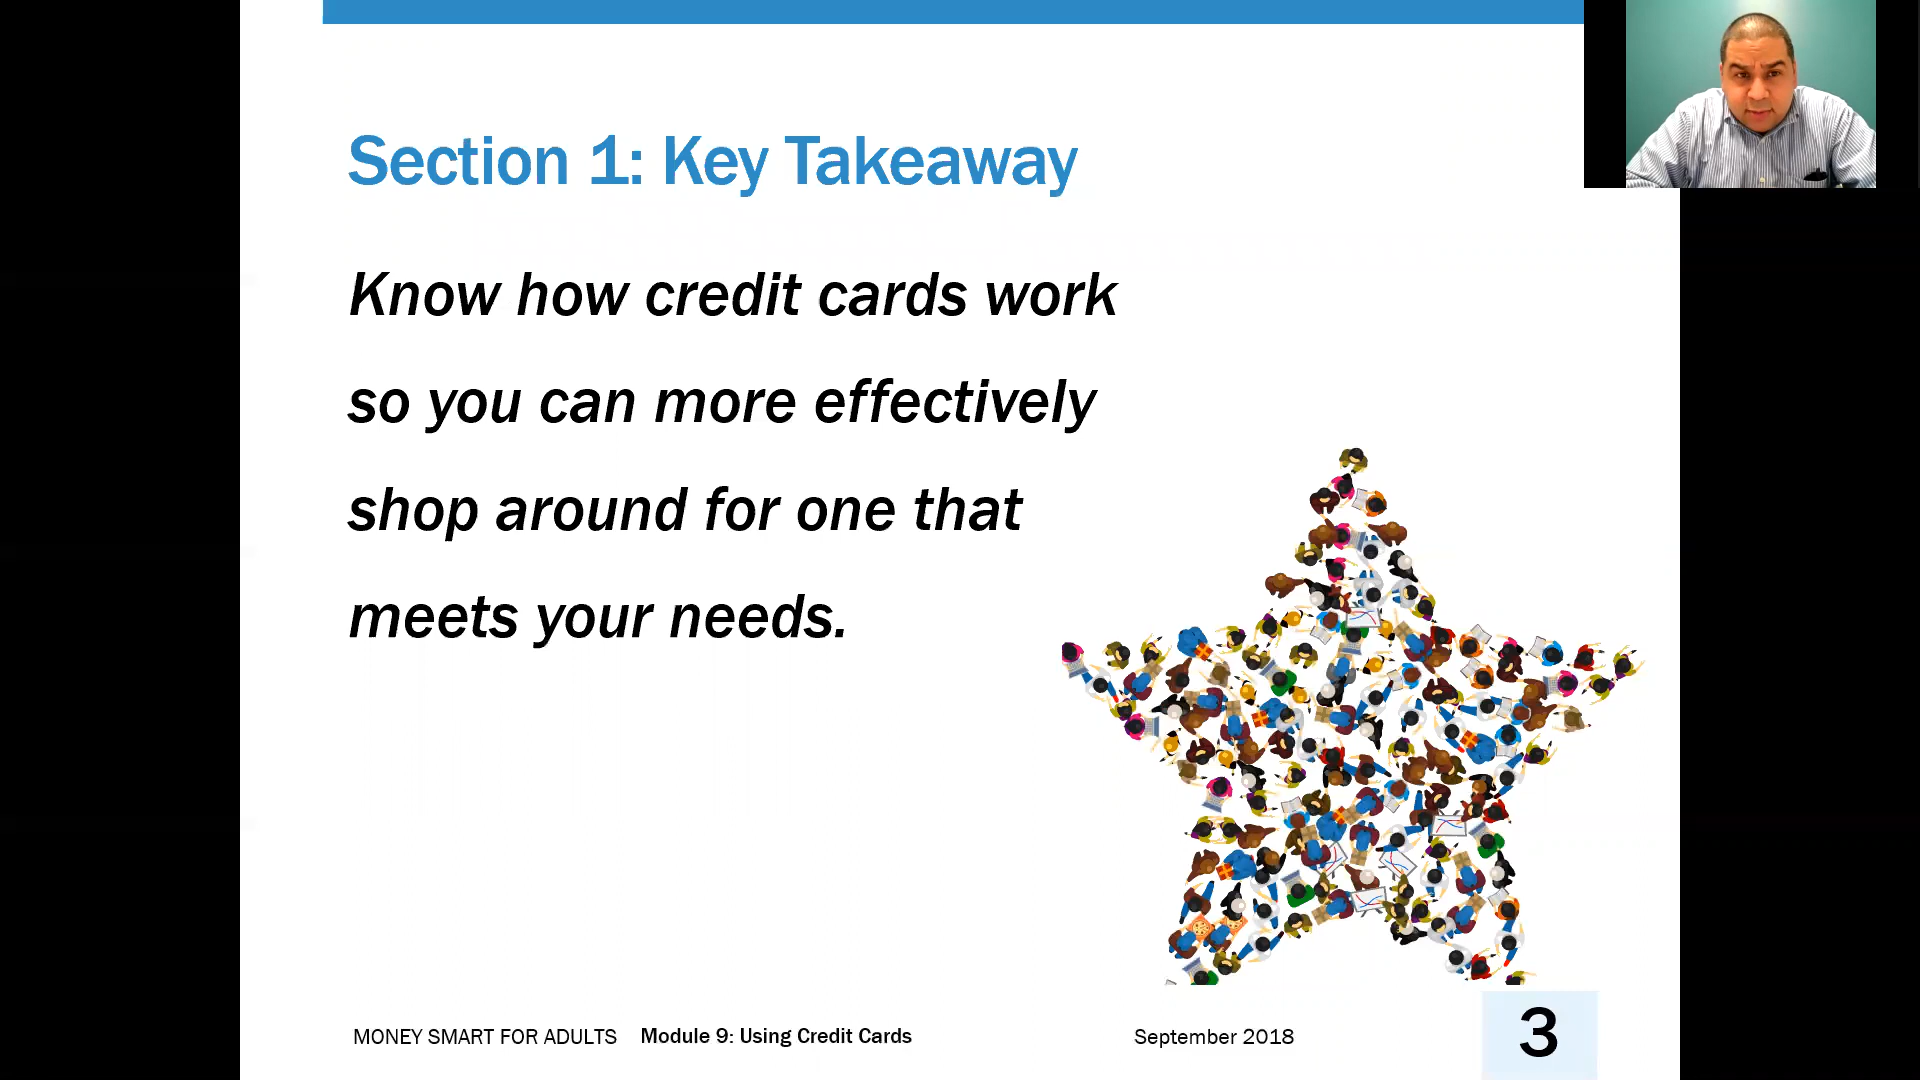 Section 1: Key Takeaway
Know how credit cards work
so you can more effectively
shop around for one that
meets your needs.
MONEY SMART FOR ADULTS Module 9: Using Credit Cards September 2018 3